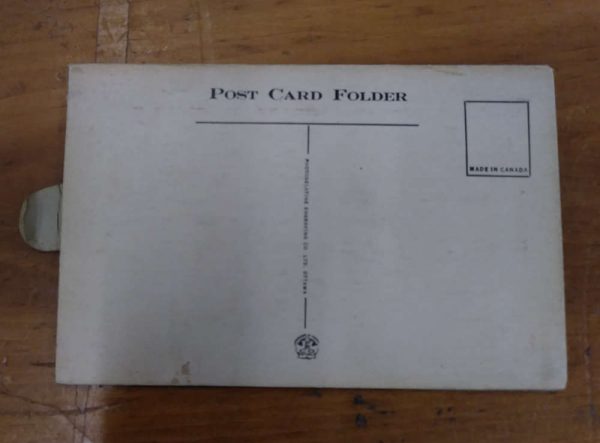 POST CARD FOLDER
MADE IN CANADA
PHOTOGELATINE ENGRAVING CO. LTD. OTTAWA